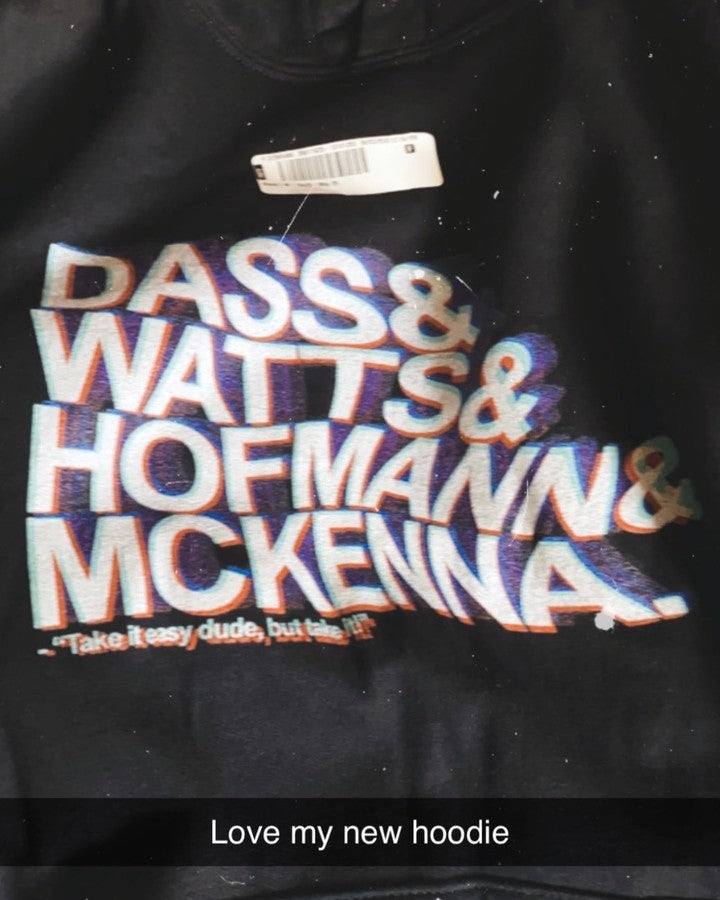 DASS&
WATTS&
HOFMANN&
MCKENNA.
"Take it easy dude, but take it!"
Love my new hoodie